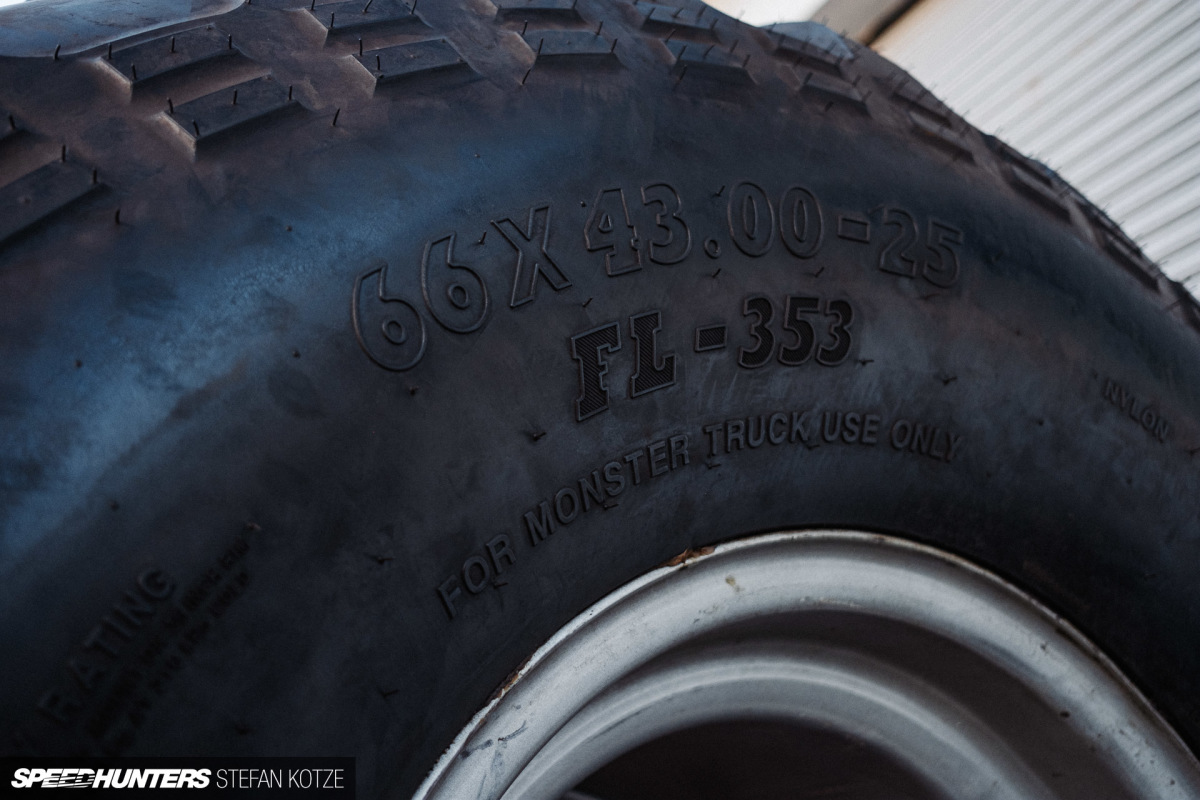 66X43.00-25
FL-353
FOR MONSTER TRUCK USE ONLY
NYLON
RATING
SPEEDHUNTERS STEFAN KOTZE